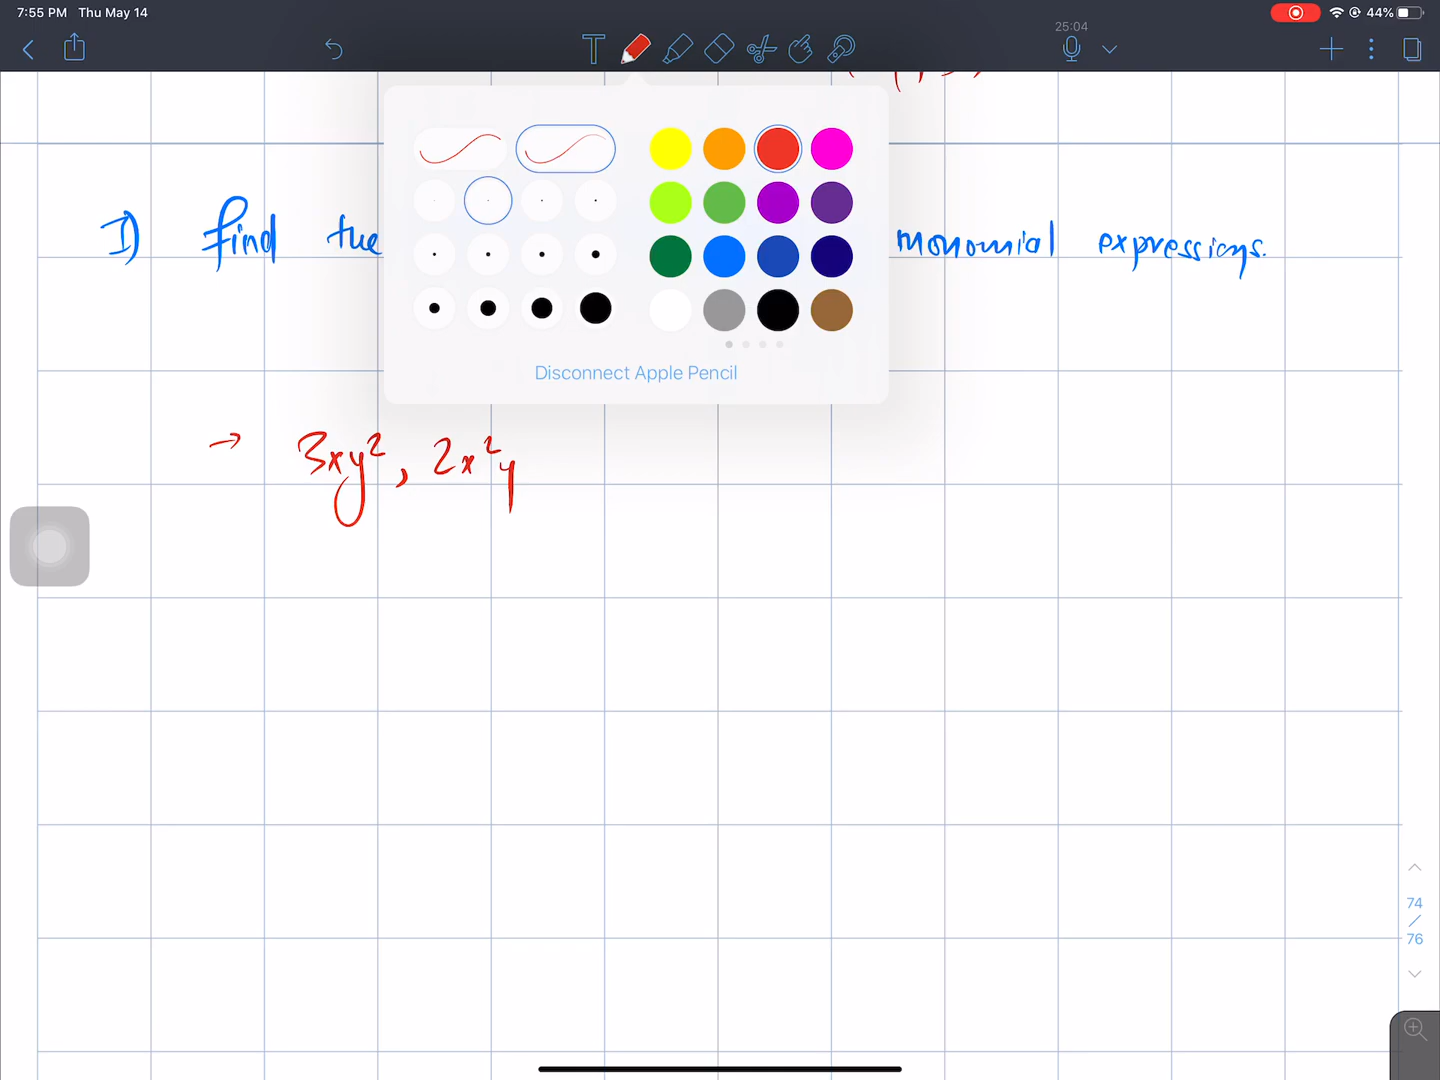 7:55 PM Thu May 14
44%
25:04
T
I) find the monomial expressions.
Disconnect Apple Pencil
→ 3xy², 2x²y
74
/
76